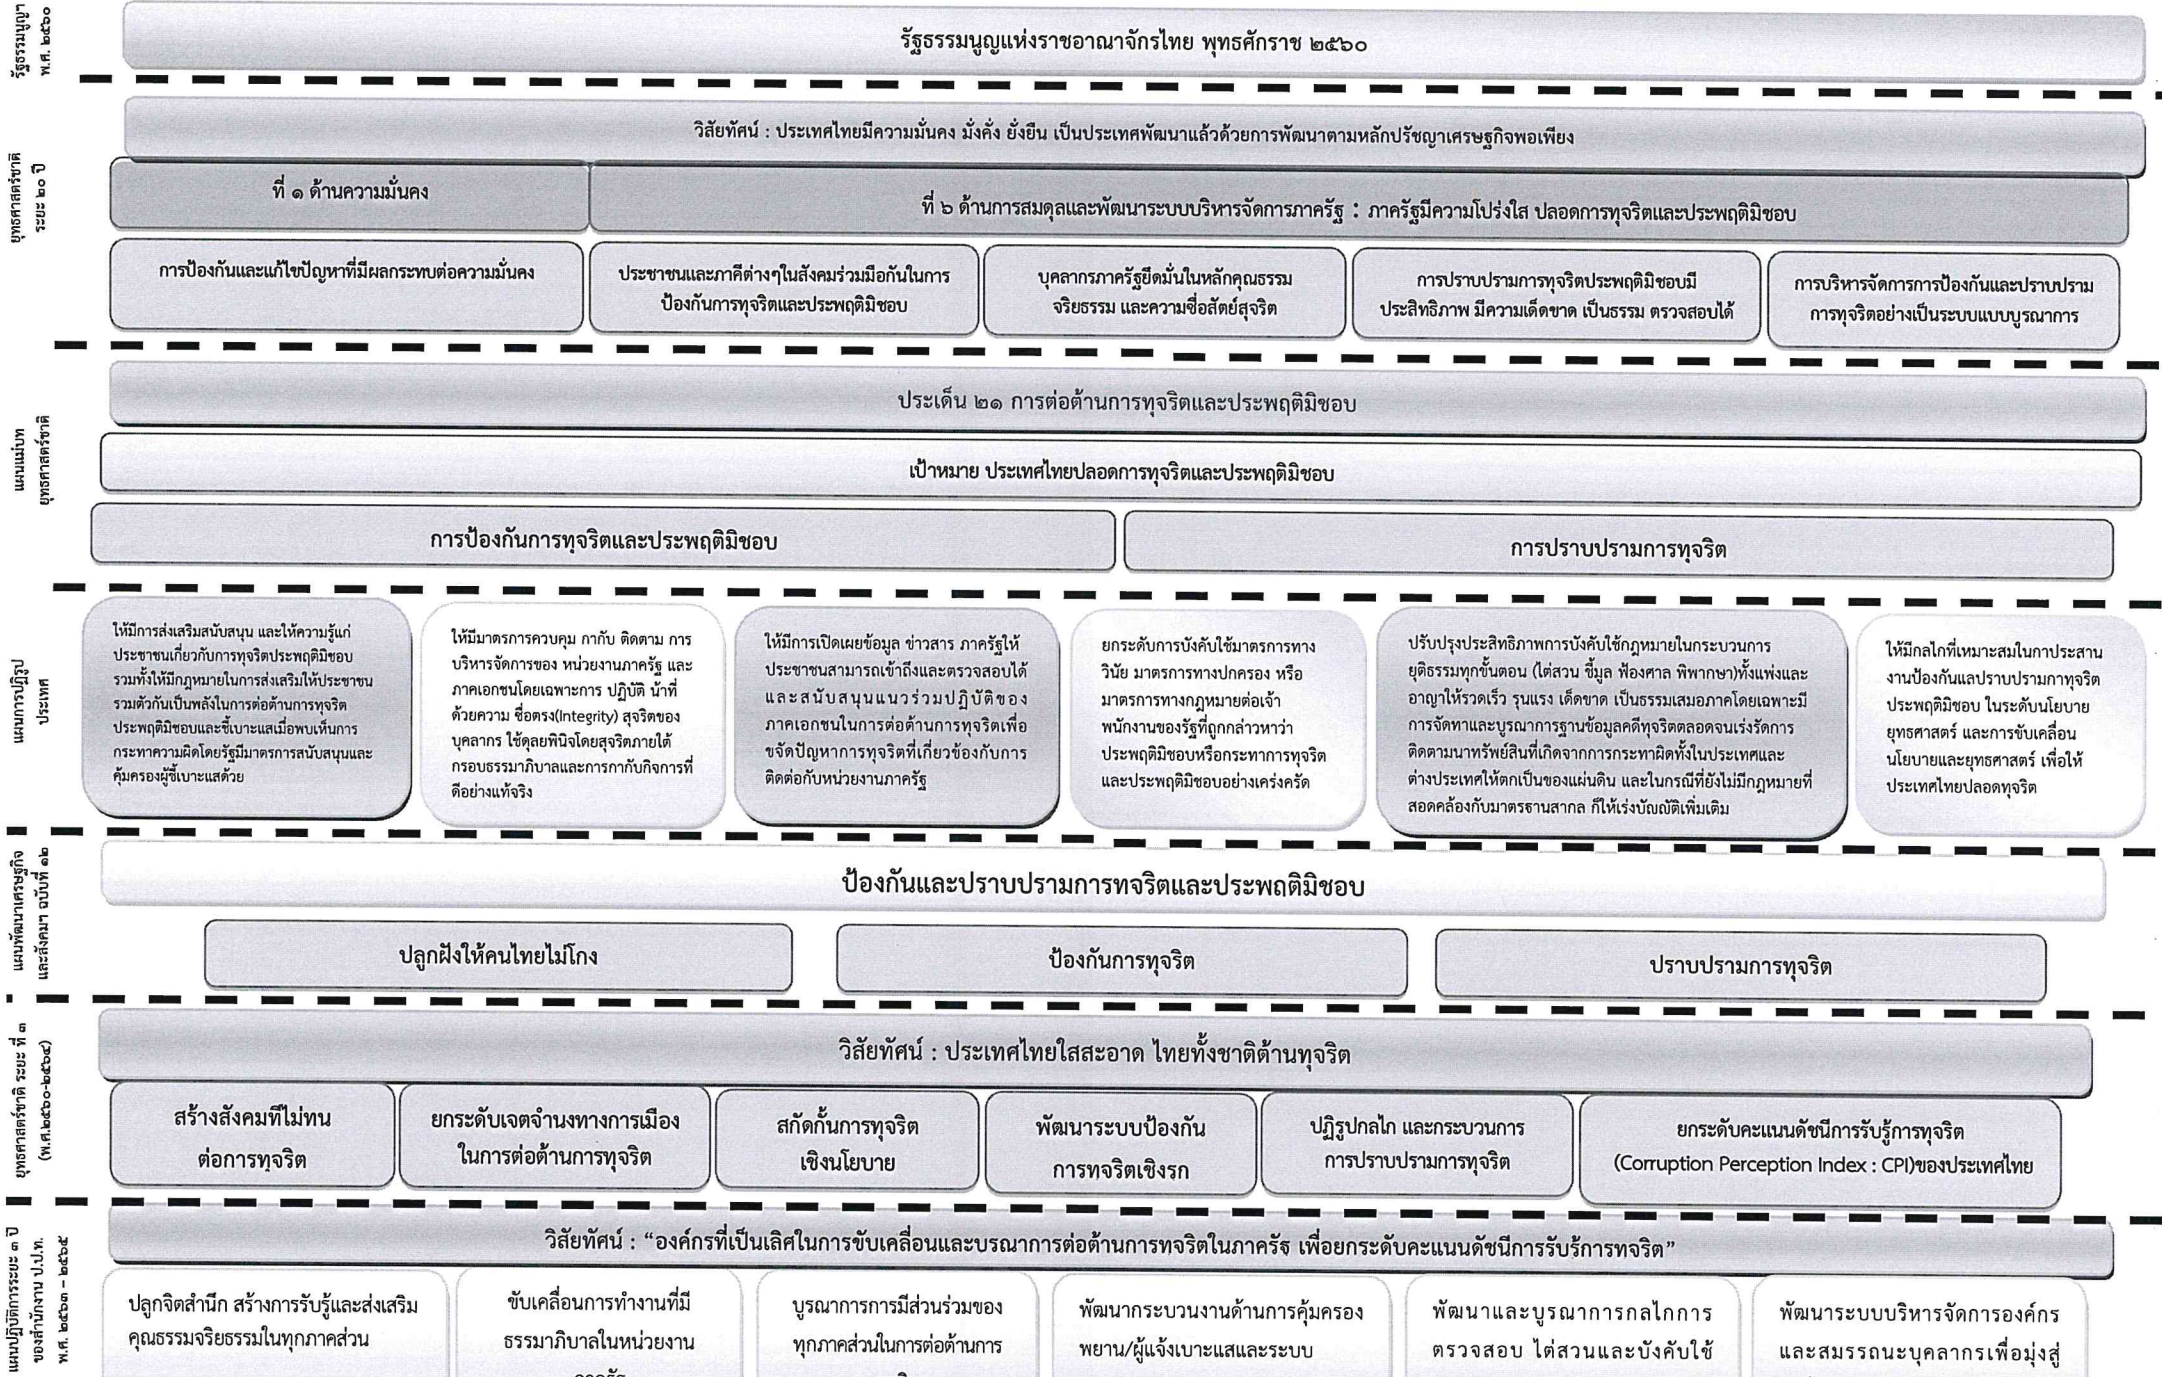 รัฐธรรมนูญฯ
พ.ศ. ๒๕๖๐
รัฐธรรมนูญแห่งราชอาณาจักรไทย พุทธศักราช ๒๕๖๐
ยุทธศาสตร์ชาติ
ระยะ ๒๐ ปี
วิสัยทัศน์ : ประเทศไทยมีความมั่นคง มั่งคั่ง ยั่งยืน เป็นประเทศพัฒนาแล้วด้วยการพัฒนาตามหลักปรัชญาเศรษฐกิจพอเพียง
ที่ ๑ ด้านความมั่นคง
ที่ ๖ ด้านการสมดุลและพัฒนาระบบบริหารจัดการภาครัฐ : ภาครัฐมีความโปร่งใส ปลอดการทุจริตและประพฤติมิชอบ
การป้องกันและแก้ไขปัญหาที่มีผลกระทบต่อความมั่นคง
ประชาชนและภาคีต่างๆในสังคมร่วมมือกันในการ
ป้องกันการทุจริตและประพฤติมิชอบ
บุคลากรภาครัฐยึดมั่นในหลักคุณธรรม
จริยธรรม และความซื่อสัตย์สุจริต
การปราบปรามการทุจริตประพฤติมิชอบมี
ประสิทธิภาพ มีความเด็ดขาด เป็นธรรม ตรวจสอบได้
การบริหารจัดการการป้องกันและปราบปราม
การทุจริตอย่างเป็นระบบแบบบูรณาการ
แผนแม่บท
ยุทธศาสตร์ชาติ
ประเด็น ๒๑ การต่อต้านการทุจริตและประพฤติมิชอบ
เป้าหมาย ประเทศไทยปลอดการทุจริตและประพฤติมิชอบ
การป้องกันการทุจริตและประพฤติมิชอบ
การปราบปรามการทุจริต
แผนการปฏิรูป
ประเทศ
ให้มีการส่งเสริมสนับสนุน และให้ความรู้แก่
ประชาชนเกี่ยวกับการทุจริตประพฤติมิชอบ
รวมทั้งให้มีกฎหมายในการส่งเสริมให้ประชาชน
รวมตัวกันเป็นพลังในการต่อต้านการทุจริต
ประพฤติมิชอบและชี้เบาะแสเมื่อพบเห็นการ
กระทาความผิดโดยรัฐมีมาตรการสนับสนุนและ
คุ้มครองผู้ชี้เบาะแสด้วย
ให้มีมาตรการควบคุม กากับ ติดตาม การ
บริหารจัดการของ หน่วยงานภาครัฐ และ
ภาคเอกชนโดยเฉพาะการ ปฏิบัติ น้าที่
ด้วยความ ซื่อตรง(Integrity) สุจริตของ
บุคลากร ใช้ดุลยพินิจโดยสุจริตภายใต้
กรอบธรรมาภิบาลและการกากับกิจการที่
ดีอย่างแท้จริง
ให้มีการเปิดเผยข้อมูล ข่าวสาร ภาครัฐให้
ประชาชนสามารถเข้าถึงและตรวจสอบได้
และสนับสนุนแนวร่วมปฏิบัติของ
ภาคเอกชนในการต่อต้านการทุจริตเพื่อ
ขจัดปัญหาการทุจริตที่เกี่ยวข้องกับการ
ติดต่อกับหน่วยงานภาครัฐ
ยกระดับการบังคับใช้มาตรการทาง
วินัย มาตรการทางปกครอง หรือ
มาตรการทางกฎหมายต่อเจ้า
พนักงานของรัฐที่ถูกกล่าวหาว่า
ประพฤติมิชอบหรือกระทาการทุจริต
และประพฤติมิชอบอย่างเคร่งครัด
ปรับปรุงประสิทธิภาพการบังคับใช้กฎหมายในกระบวนการ
ยุติธรรมทุกขั้นตอน (ไต่สวน ชี้มูล ฟ้องศาล พิพากษา)ทั้งแพ่งและ
อาญาให้รวดเร็ว รุนแรง เด็ดขาด เป็นธรรมเสมอภาคโดยเฉพาะมี
การจัดทาและบูรณาการฐานข้อมูลคดีทุจริตตลอดจนเร่งรัดการ
ติดตามนาทรัพย์สินที่เกิดจากการกระทาผิดทั้งในประเทศและ
ต่างประเทศให้ตกเป็นของแผ่นดิน และในกรณีที่ยังไม่มีกฎหมายที่
สอดคล้องกับมาตรฐานสากล ก็ให้เร่งบัญญัติเพิ่มเติม
ให้มีกลไกที่เหมาะสมในกาประสาน
งานป้องกันแลปราบปรามกาทุจริต
ประพฤติมิชอบ ในระดับนโยบาย
ยุทธศาสตร์ และการขับเคลื่อน
นโยบายและยุทธศาสตร์ เพื่อให้
ประเทศไทยปลอดทุจริต
แผนพัฒนาเศรษฐกิจ
และสังคมฯ ฉบับที่ ๑๒
ป้องกันและปราบปรามการทจริตและประพฤติมิชอบ
ปลูกฝังให้คนไทยไม่โกง
ป้องกันการทุจริต
ปราบปรามการทุจริต
ยุทธศาสตร์ชาติ ระยะ ที่ ๓
(พ.ศ.๒๕๖๐-๒๕๖๔)
วิสัยทัศน์ : ประเทศไทยใสสะอาด ไทยทั้งชาติต้านทุจริต
สร้างสังคมที่ไม่ทน
ต่อการทุจริต
ยกระดับเจตจำนงทางการเมือง
ในการต่อต้านการทุจริต
สกัดกั้นการทุจริต
เชิงนโยบาย
พัฒนาระบบป้องกัน
การทจริตเชิงรก
ปฏิรูปกลไก และกระบวนการ
การปราบปรามการทุจริต
ยกระดับคะแนนดัชนีการรับรู้การทุจริต
(Corruption Perception Index : CPI)ของประเทศไทย
แผนปฏิบัติการระยะ ๓ ปี
ของสำนักงาน ป.ป.ท.
พ.ศ. ๒๕๖๓ – ๒๕๖๕
วิสัยทัศน์ : “องค์กรที่เป็นเลิศในการขับเคลื่อนและบรณาการต่อต้านการทจริตในภาครัฐ เพื่อยกระดับคะแนนดัชนีการรับร้การทจริต”
ปลูกจิตสำนึก สร้างการรับรู้และส่งเสริม
คุณธรรมจริยธรรมในทุกภาคส่วน
ขับเคลื่อนการทำงานที่มี
ธรรมาภิบาลในหน่วยงาน
บูรณาการการมีส่วนร่วมของ
ทุกภาคส่วนในการต่อต้านการ
พัฒนากระบวนงานด้านการคุ้มครอง
พยาน/ผู้แจ้งเบาะแสและระบบ
พัฒนาและบูรณาการกลไกการ
ตรวจสอบ ไต่สวนและบังคับใช้
พัฒนาระบบบริหารจัดการองค์กร
และสมรรถนะบุคลากรเพื่อมุ่งสู่